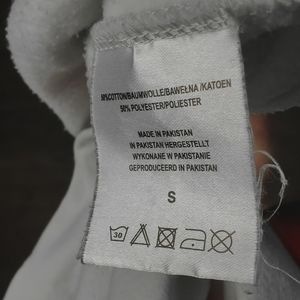 50%COTTON/BAUMWOLLE/BAWEŁNA/KATOEN
50% POLYESTER/POLIESTER
MADE IN PAKISTAN
IN PAKISTAN HERGESTELLT
WYKONANE W PAKISTAN
GEPRODUCEERD IN PAKISTAN
S
30